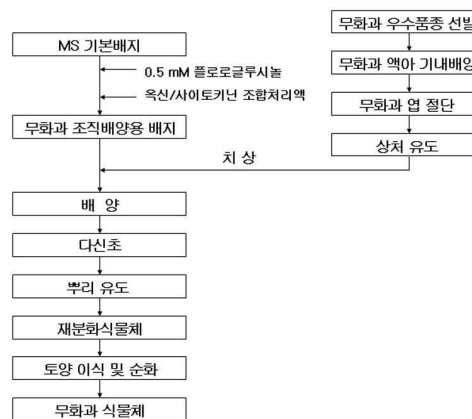 MS 기본배지
0.5 mM 플로로글루시놀
옥신/사이토키닌 조합처리액
무화과 조직배양용 배지
무화과 우수품종 선발
무화과 액아 기내배양
무화과 엽 절단
상처 유도
치 상
배 양
다신초
뿌리 유도
재분화식물체
토양 이식 및 순화
무화과 식물체